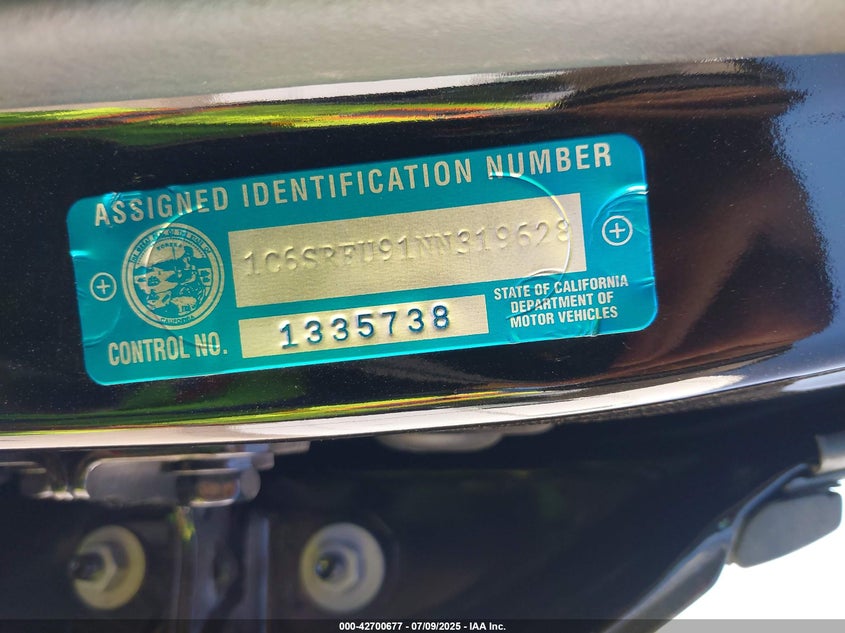 ASSIGNED IDENTIFICATION NUMBER
1C6SRFU91NN319628
CONTROL NO.
1335738
STATE OF CALIFORNIA
DEPARTMENT OF
MOTOR VEHICLES
000-42700677 - 07/09/2025 - IAA Inc.